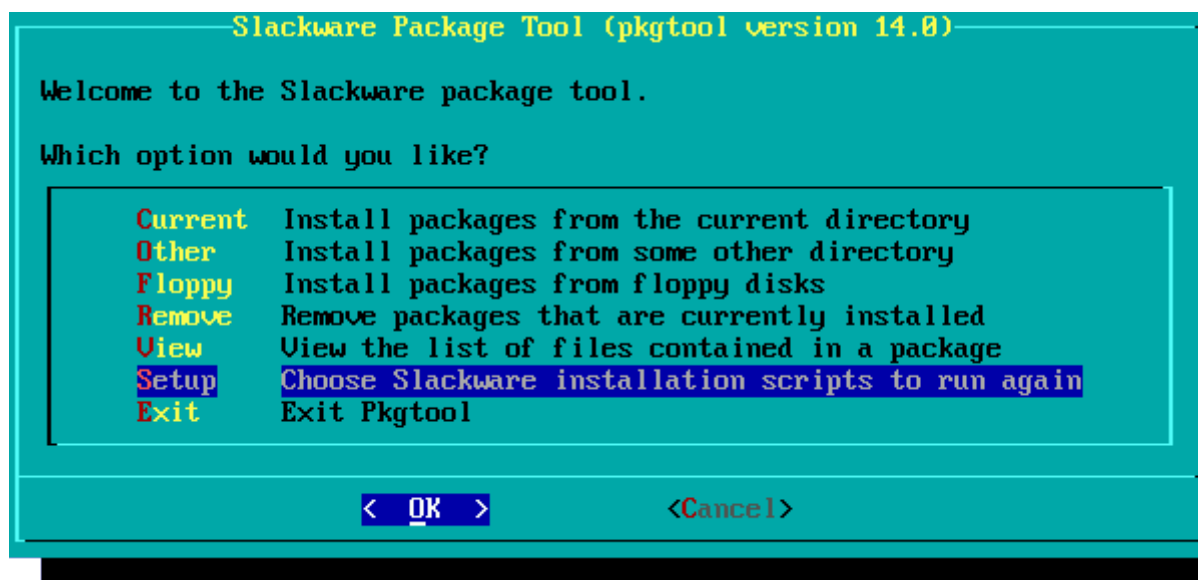 Slackware Package Tool (pkgtool version 14.0)
Welcome to the Slackware package tool.
Which option would you like?
Current Install packages from the current directory
Other Install packages from some other directory
Floppy Install packages from floppy disks
Remove Remove packages that are currently installed
View View the list of files contained in a package
Setup Choose Slackware installation scripts to run again
Exit Exit Pkgtool
< OK > <Cancel>